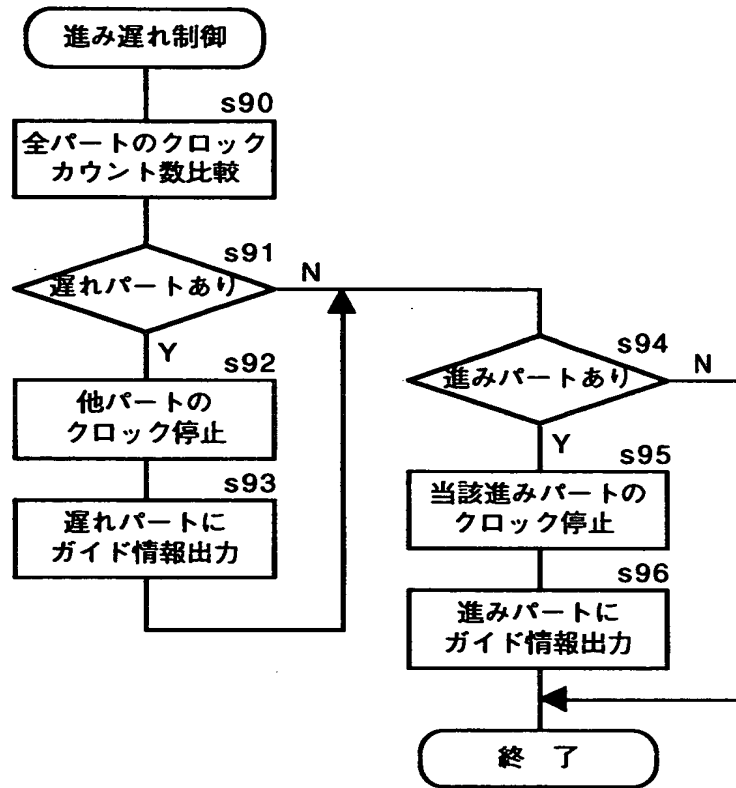 進み遅れ制御
s90
全パートのクロック
カウント数比較
s91
遅れパートあり
N
Y
s92
他パートの
クロック停止
s93
遅れパートに
ガイド情報出力
s94
進みパートあり
N
Y
s95
当該進みパートの
クロック停止
s96
進みパートに
ガイド情報出力
終 了